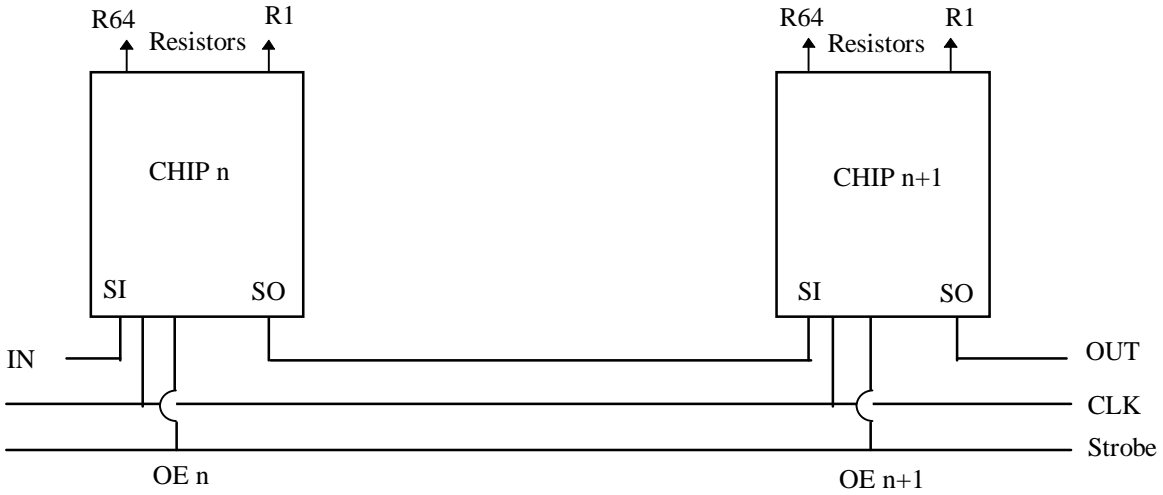 R64 R1
Resistors
CHIP n
SI SO
R64 R1
Resistors
CHIP n+1
SI SO
IN
OUT
CLK
Strobe
OE n
OE n+1